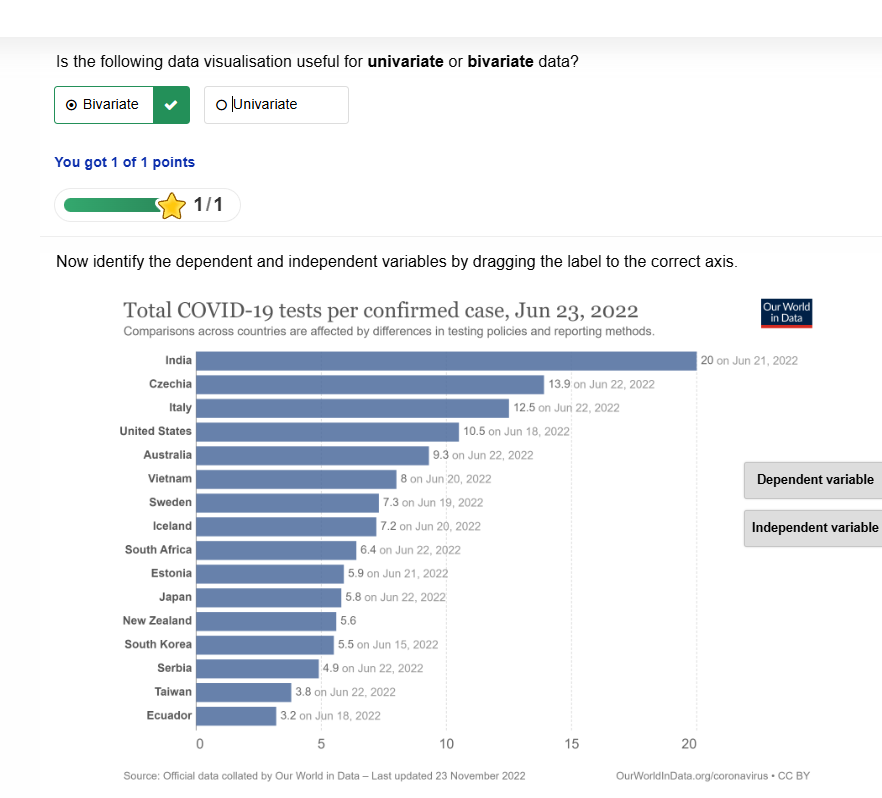 Is the following data visualisation useful for univariate or bivariate data?
Bivariate
Univariate
You got 1 of 1 points
1/1
Now identify the dependent and independent variables by dragging the label to the correct axis.
Total COVID-19 tests per confirmed case, Jun 23, 2022
Comparisons across countries are affected by differences in testing policies and reporting methods.
Our World
in Data
India 20 on Jun 21, 2022
Czechia 13.9 on Jun 22, 2022
Italy 12.5 on Jun 22, 2022
United States 10.5 on Jun 18, 2022
Australia 9.3 on Jun 22, 2022
Vietnam 8 on Jun 20, 2022
Sweden 7.3 on Jun 19, 2022
Iceland 7.2 on Jun 20, 2022
South Africa 6.4 on Jun 22, 2022
Estonia 5.9 on Jun 21, 2022
Japan 5.8 on Jun 22, 2022
New Zealand 5.6
South Korea 5.5 on Jun 15, 2022
Serbia 4.9 on Jun 22, 2022
Taiwan 3.8 on Jun 22, 2022
Ecuador 3.2 on Jun 18, 2022
0 5 10 15 20
Source: Official data collated by Our World in Data – Last updated 23 November 2022
OurWorldInData.org/coronavirus • CC BY
Dependent variable
Independent variable